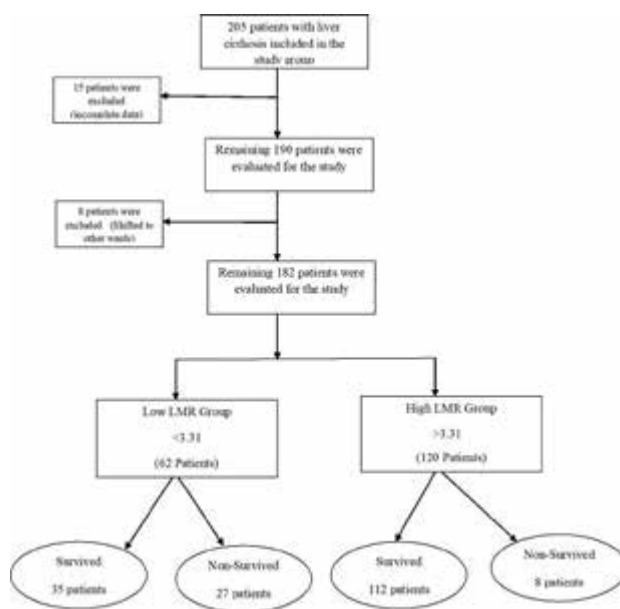 205 patients with liver
cirrhosis included in the
study group
15 patients were
excluded
(incomplete data)
Remaining 190 patients were
evaluated for the study
8 patients were
excluded (Shifted to
other wards)
Remaining 182 patients were
evaluated for the study
Low LMR Group
<3.31
(62 Patients)
High LMR Group
>3.31
(120 Patients)
Survived
35 patients
Non-Survived
27 patients
Survived
112 patients
Non-Survived
8 patients